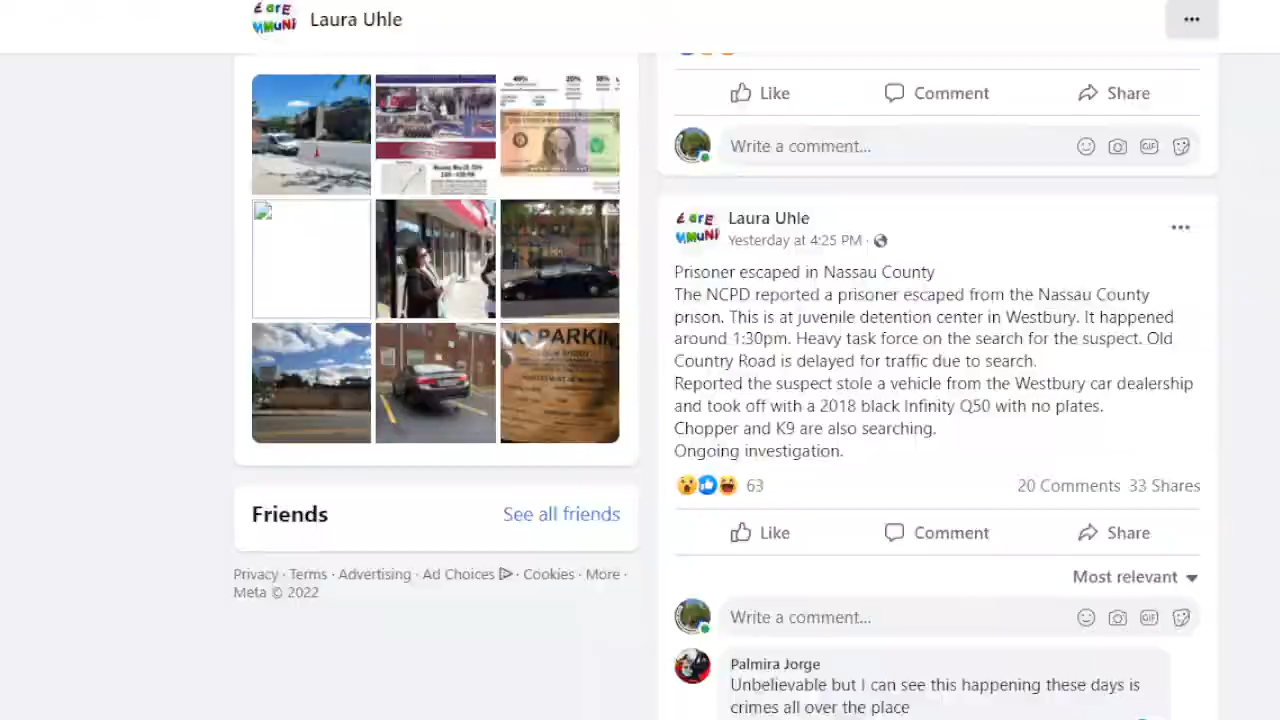 Laura Uhle
Like
Comment
Share
Write a comment...
GIF
40%
20%
NO PARKIN
Friends
See all friends
Privacy · Terms · Advertising · Ad Choices · Cookies · More ·
Meta © 2022
Laura Uhle
Yesterday at 4:25 PM ·
Prisoner escaped in Nassau County
The NCPD reported a prisoner escaped from the Nassau County
prison. This is at juvenile detention center in Westbury. It happened
around 1:30pm. Heavy task force on the search for the suspect. Old
Country Road is delayed for traffic due to search.
Reported the suspect stole a vehicle from the Westbury car dealership
and took off with a 2018 black Infinity Q50 with no plates.
Chopper and K9 are also searching.
Ongoing investigation.
63
20 Comments 33 Shares
Like
Comment
Share
Most relevant
Write a comment...
GIF
Palmira Jorge
Unbelievable but I can see this happening these days is
crimes all over the place